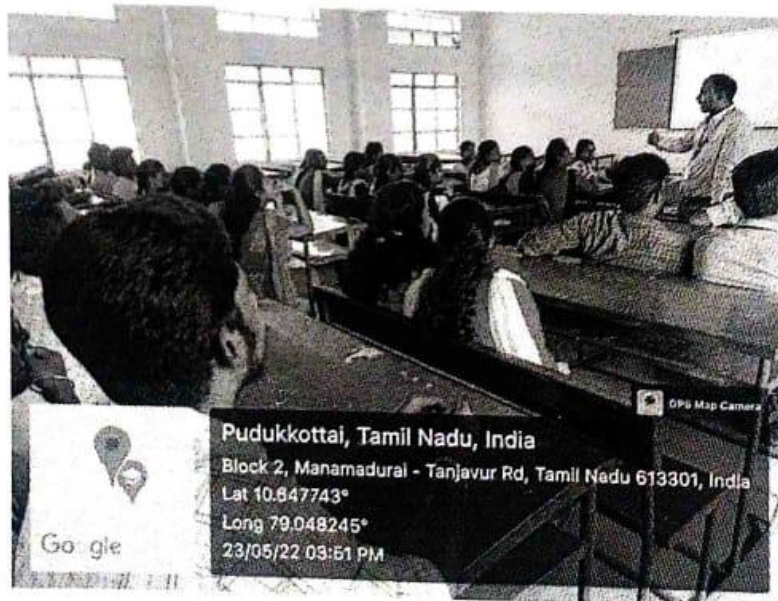 GPS Map Camera
Pudukkottai, Tamil Nadu, India
Block 2, Manamadurai - Tanjavur Rd, Tamil Nadu 613301, India
Lat 10.647743°
Long 79.048245°
23/05/22 03:51 PM
Google